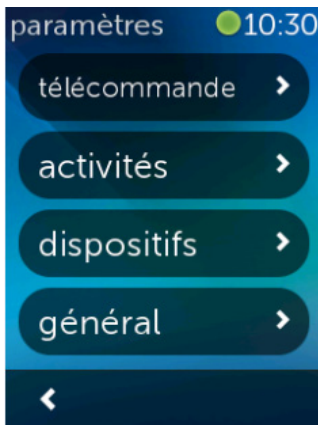 paramètres 10:30
télécommande
activités
dispositifs
général